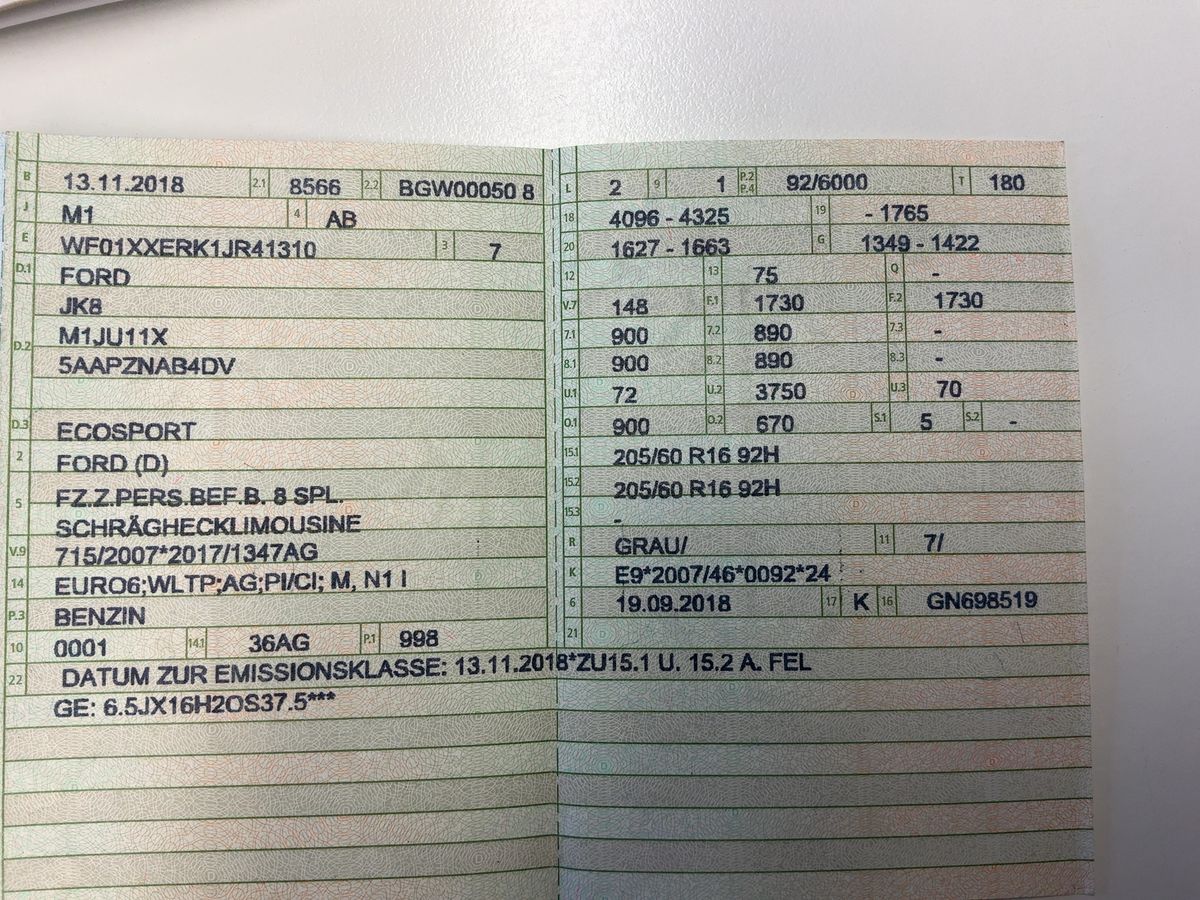 B 13.11.2018 2.1 8566 2.2 BGW00050 8
J M1 4 AB
E WF01XXERK1JR41310 3 7
D.1 FORD
JK8
D.2 M1JU11X
5AAPZNAB4DV
D.3 ECOSPORT
2 FORD (D)
5 FZ.Z.PERS.BEF.B. 8 SPL.
SCHRÄGHECKLIMOUSINE
V.9 715/2007*2017/1347AG
14 EURO6;WLTP;AG;PI/CI; M, N1 I
P.3 BENZIN
10 0001 14.1 36AG P.1 998
L 2 9 1 P.2 P.4 92/6000 T 180
18 4096 - 4325 19 - 1765
20 1627 - 1663 G 1349 - 1422
12 13 75 Q -
V.7 148 F.1 1730 F.2 1730
7.1 900 7.2 890 7.3 -
8.1 900 8.2 890 8.3 -
U.1 72 U.2 3750 U.3 70
O.1 900 O.2 670 S.1 5 S.2 -
15.1 205/60 R16 92H
15.2 205/60 R16 92H
15.3 -
R GRAU/ 11 7/
K E9*2007/46*0092*24
6 19.09.2018 17 K 16 GN698519
21
22 DATUM ZUR EMISSIONSKLASSE: 13.11.2018*ZU15.1 U. 15.2 A. FEL
GE: 6.5JX16H2OS37.5***